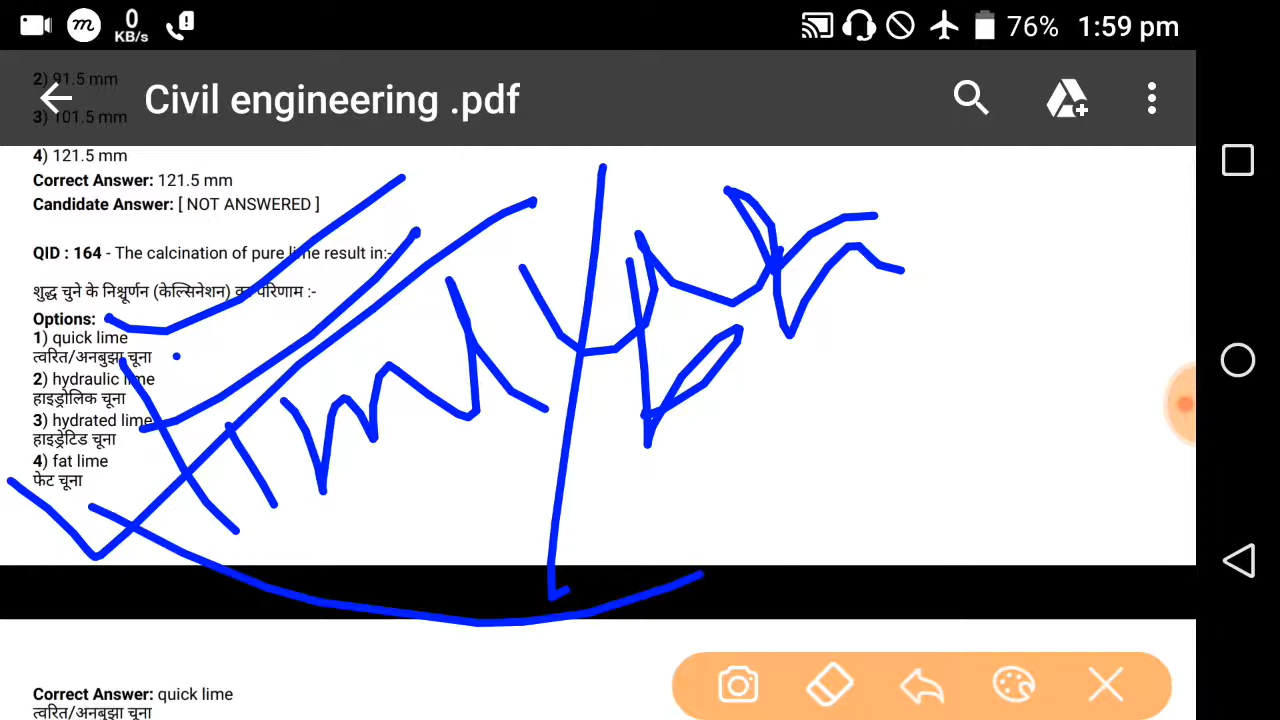 0
KB/s
76% 1:59 pm
Civil engineering .pdf
2) 91.5 mm
3) 101.5 mm
4) 121.5 mm
Correct Answer: 121.5 mm
Candidate Answer: [ NOT ANSWERED ]
QID : 164 - The calcination of pure lime result in:-
शुद्ध चुने के निश्चूर्णन (केल्सिनेशन) का परिणाम :-
Options:
1) quick lime
त्वरित/अनबुझा चूना
2) hydraulic lime
हाइड्रोलिक चूना
3) hydrated lime
हाइड्रेटिड चूना
4) fat lime
फेट चूना
Correct Answer: quick lime
त्वरित/अनबुझा चूना